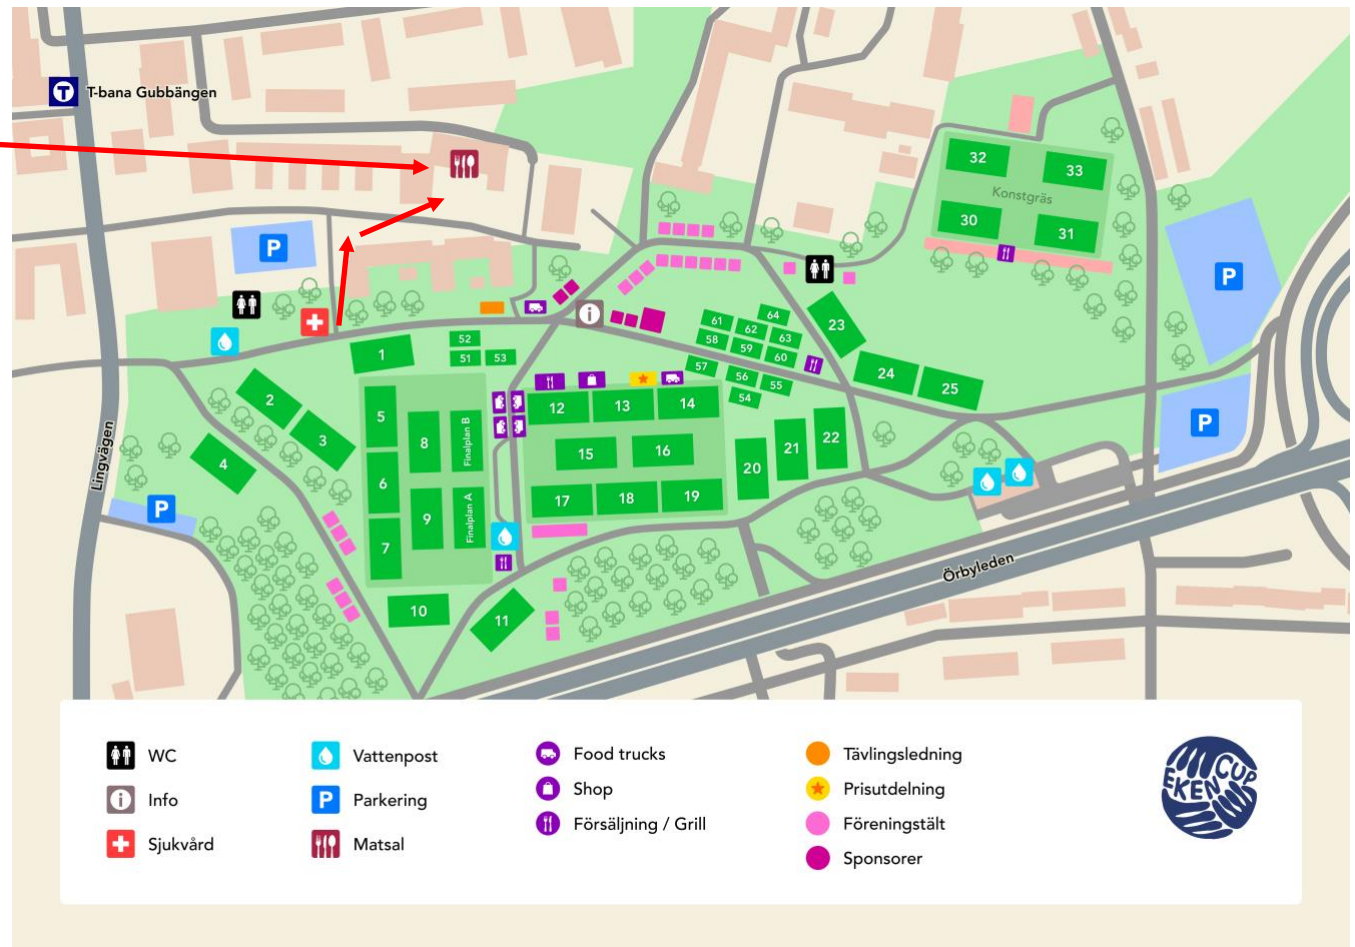 T-bana Gubbängen
32
33
Konstgräs
30
31
P
P
i
64
61
62
63
23
58
59
60
52
1
51
53
57
56
55
54
24
25
P
2
5
12
13
14
3
8
Finalplan B
15
16
20
21
22
4
6
Lingvägen
P
17
18
19
9
Finalplan A
7
Örbyleden
10
11
WC
Info
Sjukvård
Vattenpost
P Parkering
Matsal
Food trucks
Shop
Försäljning / Grill
Tävlingsledning
Prisutdelning
Föreningstält
Sponsorer
EKEN CUP